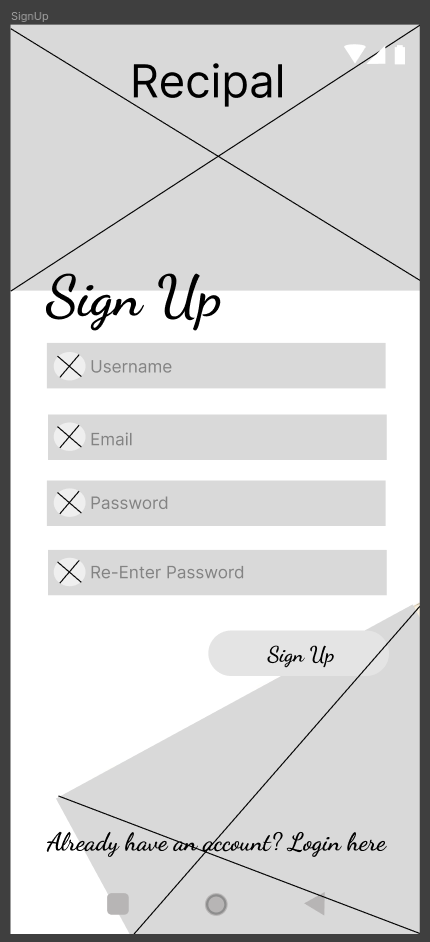 SignUp
Recipal
Sign Up
Username
Email
Password
Re-Enter Password
Sign Up
Already have an account? Login here